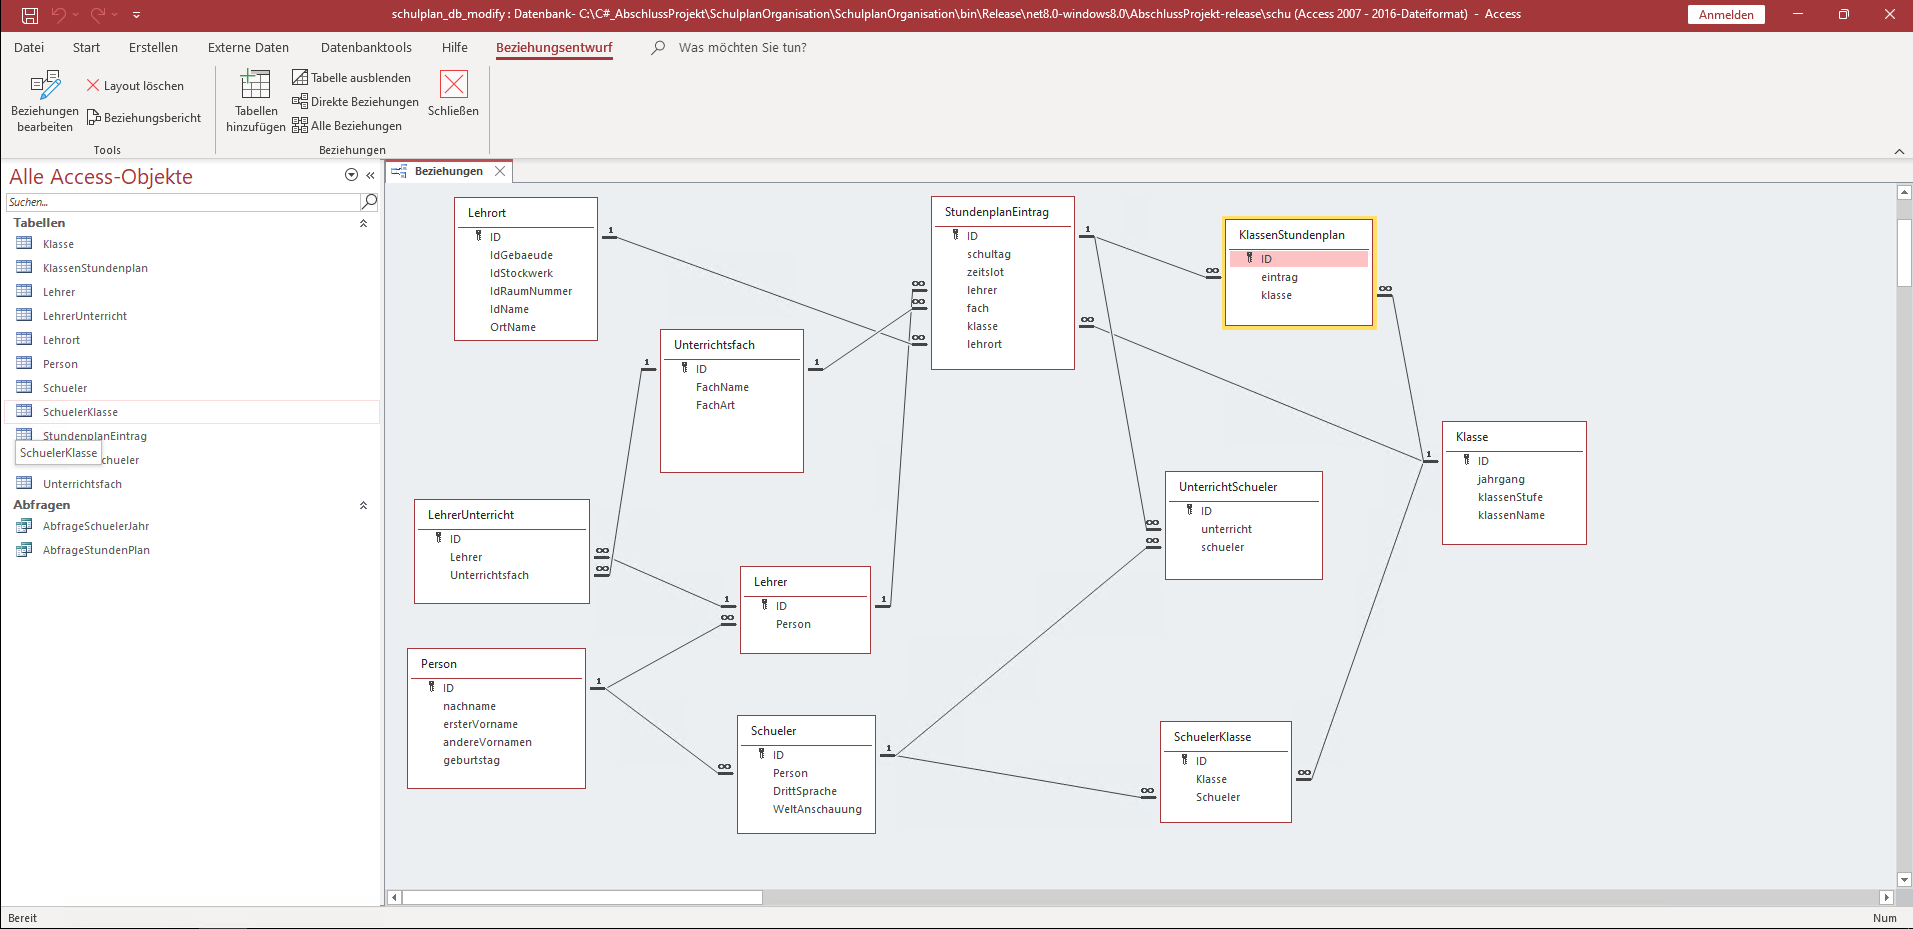 schulplan_db_modify : Datenbank- C:\C#_AbschlussProjekt\SchulplanOrganisation\SchulplanOrganisation\bin\Release\net8.0-windows8.0\AbschlussProjekt-release\schu (Access 2007 - 2016-Dateiformat) - Access
Anmelden
Datei Start Erstellen Externe Daten Datenbanktools Hilfe Beziehungsentwurf Was möchten Sie tun?
Beziehungen bearbeiten
Layout löschen
Beziehungsbericht
Tools
Tabellen hinzufügen
Tabelle ausblenden
Direkte Beziehungen
Alle Beziehungen
Schließen
Beziehungen
Alle Access-Objekte
Suchen...
Tabellen
Klasse
KlassenStundenplan
Lehrer
LehrerUnterricht
Lehrort
Person
Schueler
SchuelerKlasse
StundenplanEintrag
SchuelerKlasse
chueler
Unterrichtsfach
Abfragen
AbfrageSchuelerJahr
AbfrageStundenPlan
Beziehungen
Lehrort
ID
IdGebaeude
IdStockwerk
IdRaumNummer
IdName
OrtName
1
Unterrichtsfach
ID
FachName
FachArt
1
1
StundenplanEintrag
ID
schultag
zeitslot
lehrer
fach
klasse
lehrort
1
∞
∞
∞
∞
KlassenStundenplan
ID
eintrag
klasse
∞
∞
Klasse
ID
jahrgang
klassenStufe
klassenName
1
UnterrichtSchueler
ID
unterricht
schueler
∞
∞
LehrerUnterricht
ID
Lehrer
Unterrichtsfach
∞
∞
Lehrer
ID
Person
1
∞
1
Person
ID
nachname
ersterVorname
andereVornamen
geburtstag
1
Schueler
ID
Person
DrittSprache
WeltAnschauung
∞
1
SchuelerKlasse
ID
Klasse
Schueler
∞
∞
Bereit
Num